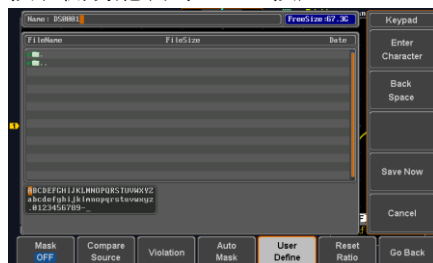 Name: DS0001
FreeSize:67.3G
Keypad
FileName FileSize Date
.
..
Enter
Character
Back
Space
Save Now
Cancel
ABCDEFGHIJKLMNOPQRSTUVWXYZ
abcdefghijklmnopqrstuvwxyz
.0123456789-_
Mask
OFF
Compare
Source
Violation
Auto
Mask
User
Define
Reset
Ratio
Go Back